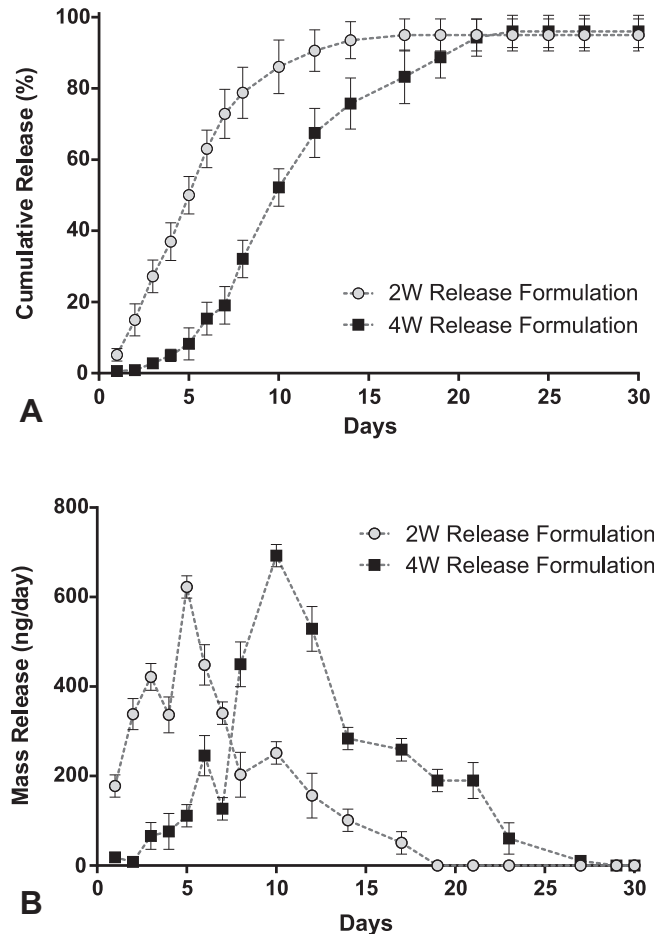 100
80
60
40
20
0
Cumulative Release (%)
2W Release Formulation
4W Release Formulation
0 5 10 15 20 25 30
Days
A
800
600
400
200
0
Mass Release (ng/day)
2W Release Formulation
4W Release Formulation
0 5 10 15 20 25 30
Days
B